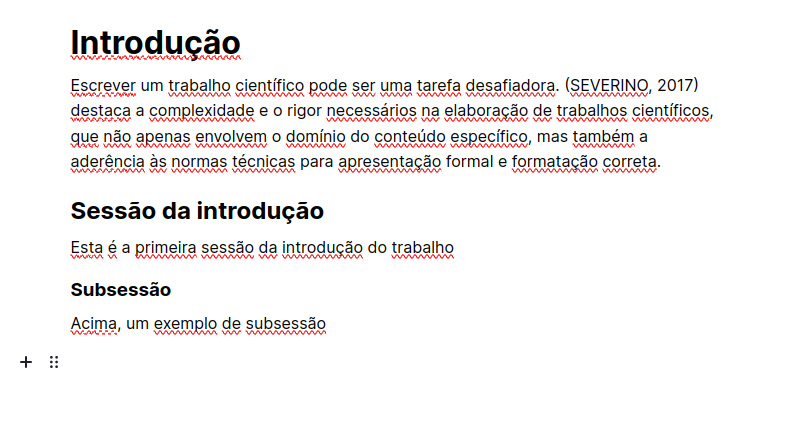 Introdução
Escrever um trabalho científico pode ser uma tarefa desafiadora. (SEVERINO, 2017)
destaca a complexidade e o rigor necessários na elaboração de trabalhos científicos,
que não apenas envolvem o domínio do conteúdo específico, mas também a
aderência às normas técnicas para apresentação formal e formatação correta.
Sessão da introdução
Esta é a primeira sessão da introdução do trabalho
Subsessão
Acima, um exemplo de subsessão